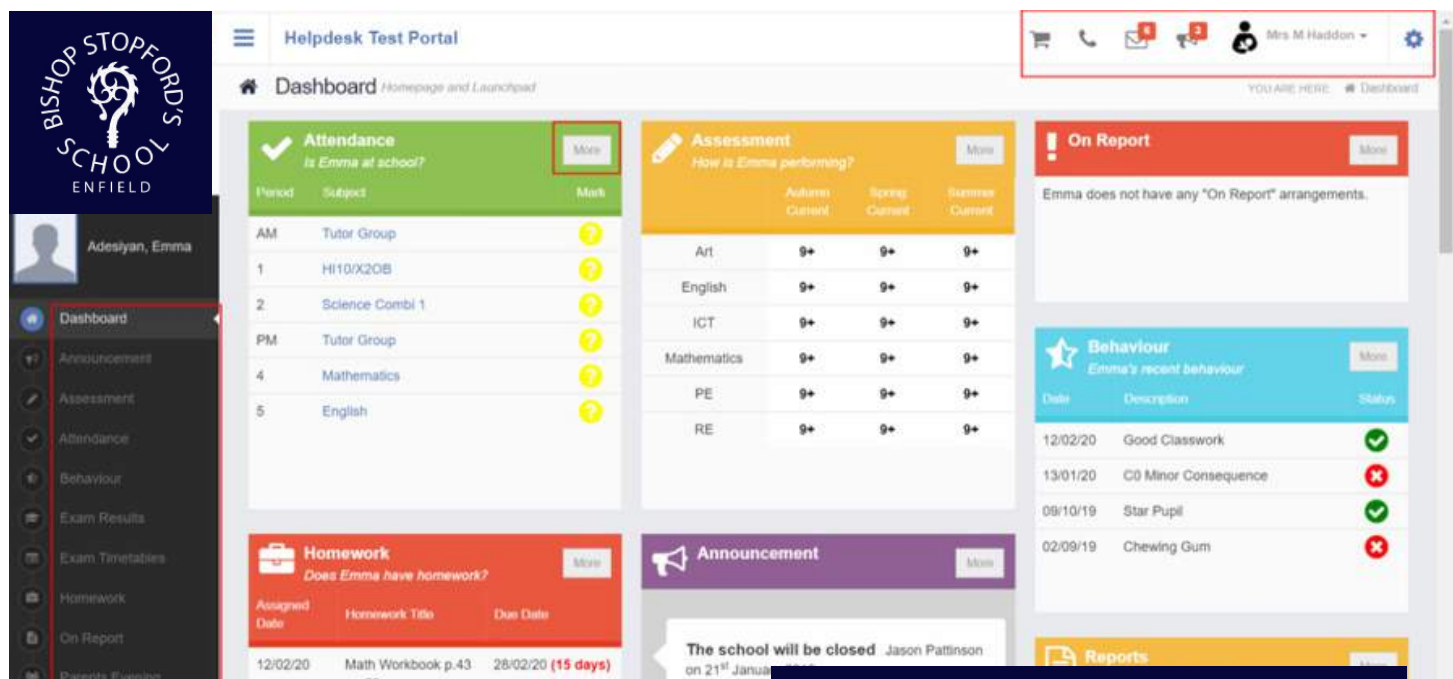 BISHOP STOPFORD'S
SCHOOL
ENFIELD
Helpdesk Test Portal
Mrs M Haddon
Dashboard Homepage and Launchpad
YOU ARE HERE: Dashboard
Adesiyan, Emma
Dashboard
Announcement
Assessment
Attendance
Behaviour
Exam Results
Exam Timetables
Homework
On Report
Parents Evening
Attendance
Is Emma at school?
More
Period Subject Mark
AM Tutor Group
1 HI10/X2OB
2 Science Combi 1
PM Tutor Group
4 Mathematics
5 English
Assessment
How is Emma performing?
More
Autumn Current Spring Current Summer Current
Art 9+ 9+ 9+
English 9+ 9+ 9+
ICT 9+ 9+ 9+
Mathematics 9+ 9+ 9+
PE 9+ 9+ 9+
RE 9+ 9+ 9+
On Report
More
Emma does not have any "On Report" arrangements.
Behaviour
Emma's recent behaviour
More
Date Description Status
12/02/20 Good Classwork
13/01/20 C0 Minor Consequence
09/10/19 Star Pupil
02/09/19 Chewing Gum
Homework
Does Emma have homework?
More
Assigned Date Homework Title Due Date
12/02/20 Math Workbook p.43 28/02/20 (15 days)
Announcement
More
The school will be closed Jason Pattinson
on 21st
Reports